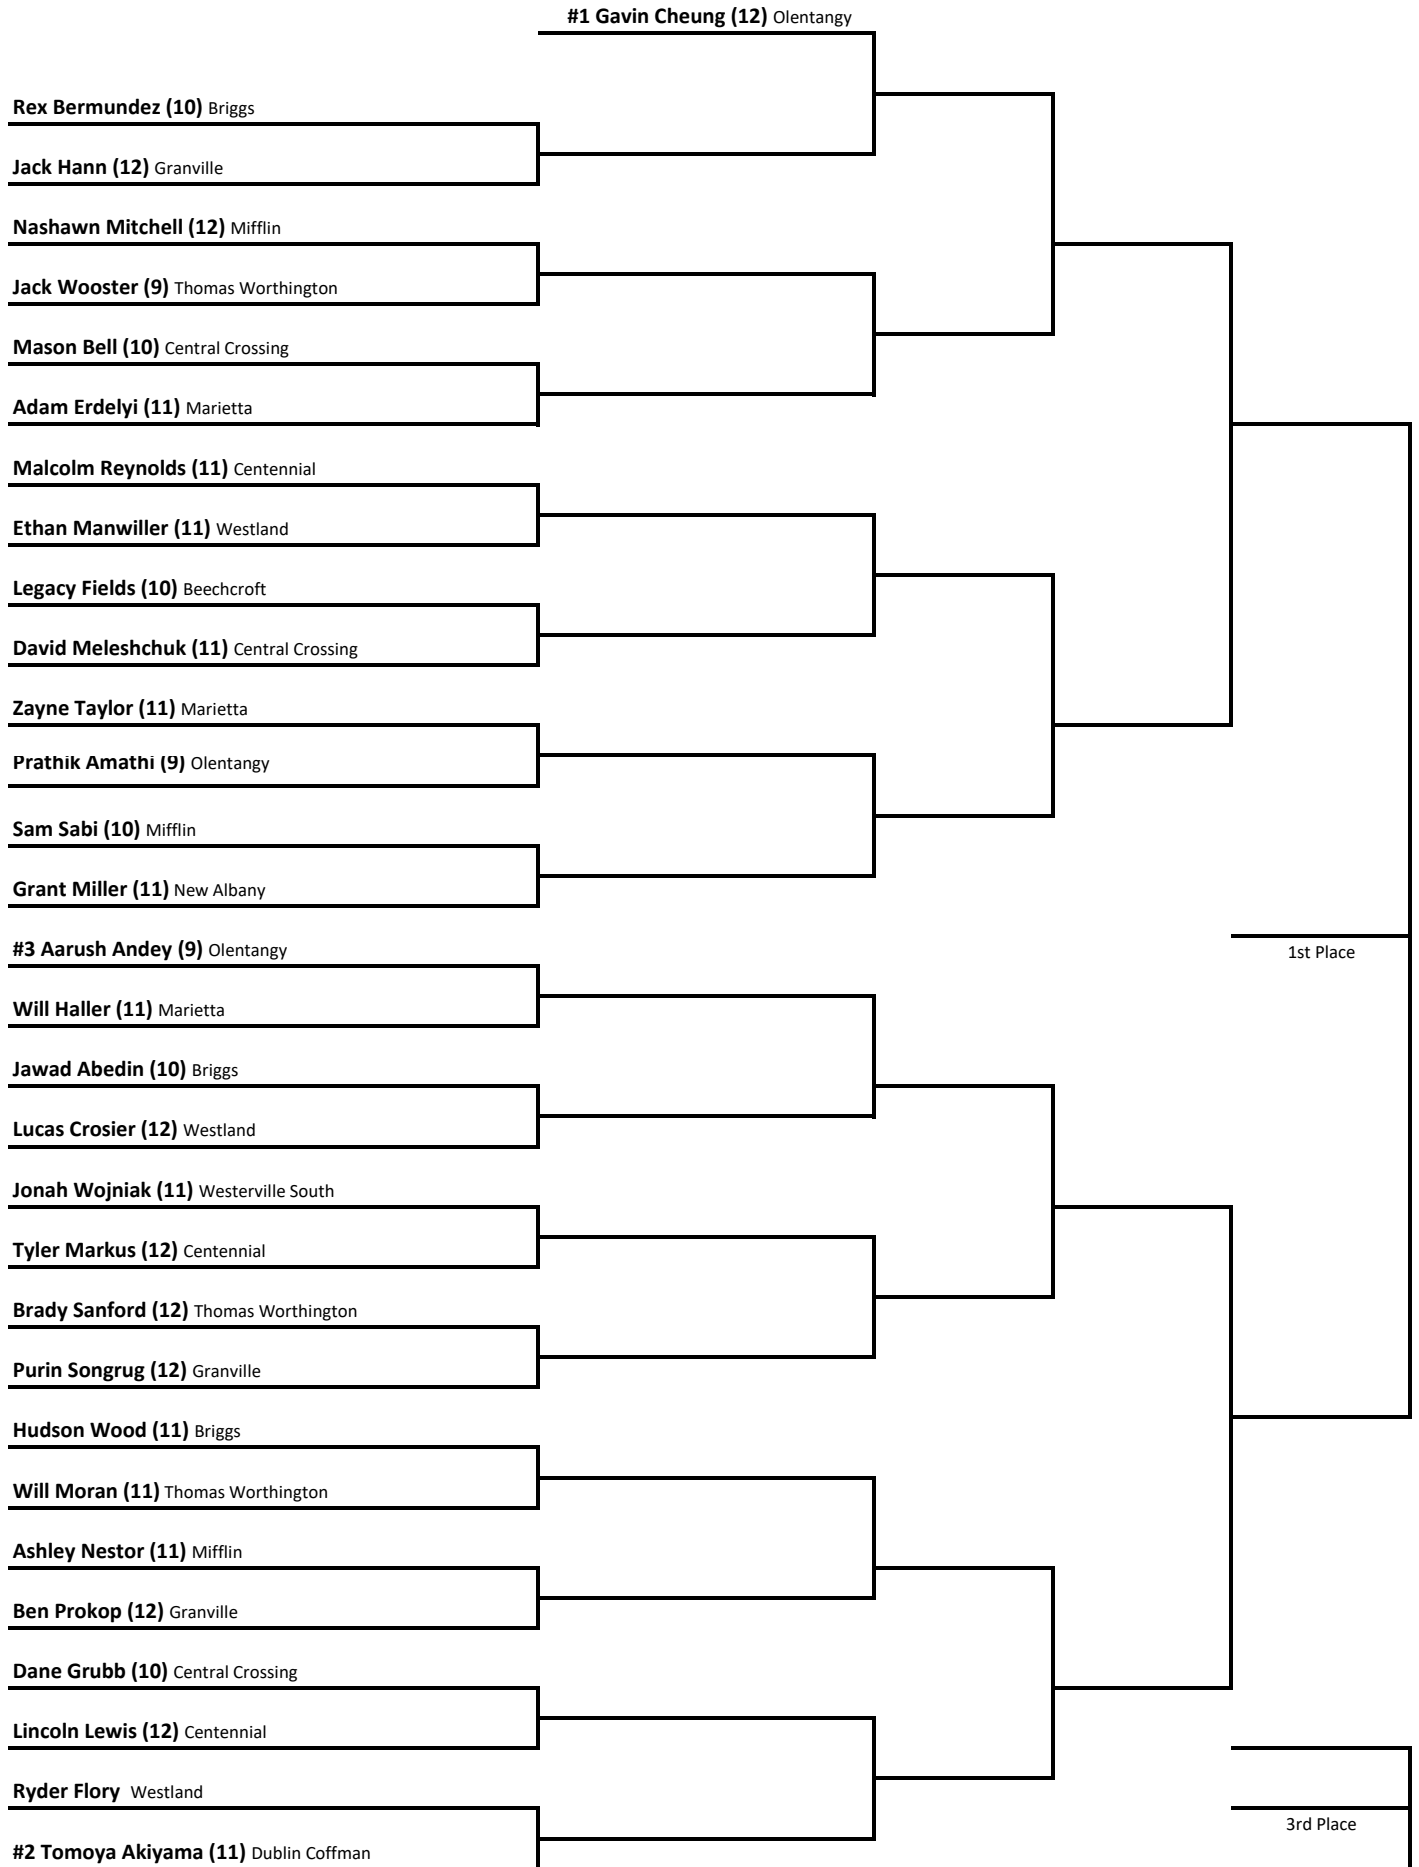 #1 Gavin Cheung (12) Olentangy
Rex Bermundez (10) Briggs
Jack Hann (12) Granville
Nashawn Mitchell (12) Mifflin
Jack Wooster (9) Thomas Worthington
Mason Bell (10) Central Crossing
Adam Erdelyi (11) Marietta
Malcolm Reynolds (11) Centennial
Ethan Manwiller (11) Westland
Legacy Fields (10) Beechcroft
David Meleshchuk (11) Central Crossing
Zayne Taylor (11) Marietta
Prathik Amathi (9) Olentangy
Sam Sabi (10) Mifflin
Grant Miller (11) New Albany
#3 Aarush Andey (9) Olentangy
1st Place
Will Haller (11) Marietta
Jawad Abedin (10) Briggs
Lucas Crosier (12) Westland
Jonah Wojniak (11) Westerville South
Tyler Markus (12) Centennial
Brady Sanford (12) Thomas Worthington
Purin Songrug (12) Granville
Hudson Wood (11) Briggs
Will Moran (11) Thomas Worthington
Ashley Nestor (11) Mifflin
Ben Prokop (12) Granville
Dane Grubb (10) Central Crossing
Lincoln Lewis (12) Centennial
Ryder Flory Westland
3rd Place
#2 Tomoya Akiyama (11) Dublin Coffman